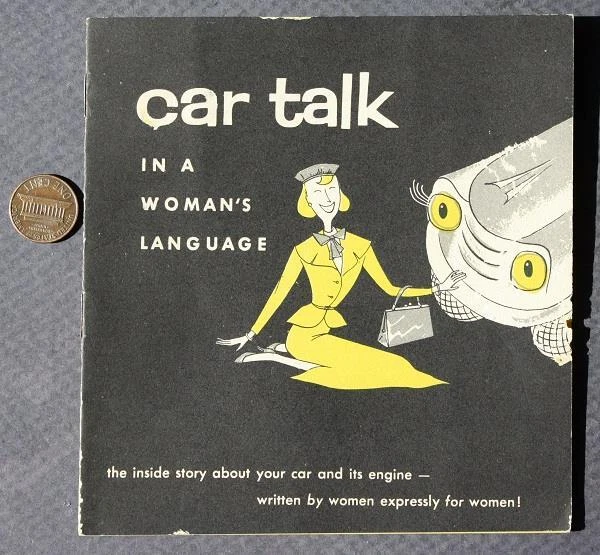 car talk
IN A
WOMAN'S
LANGUAGE
the inside story about your car and its engine —
written by women expressly for women!
ONE CENT